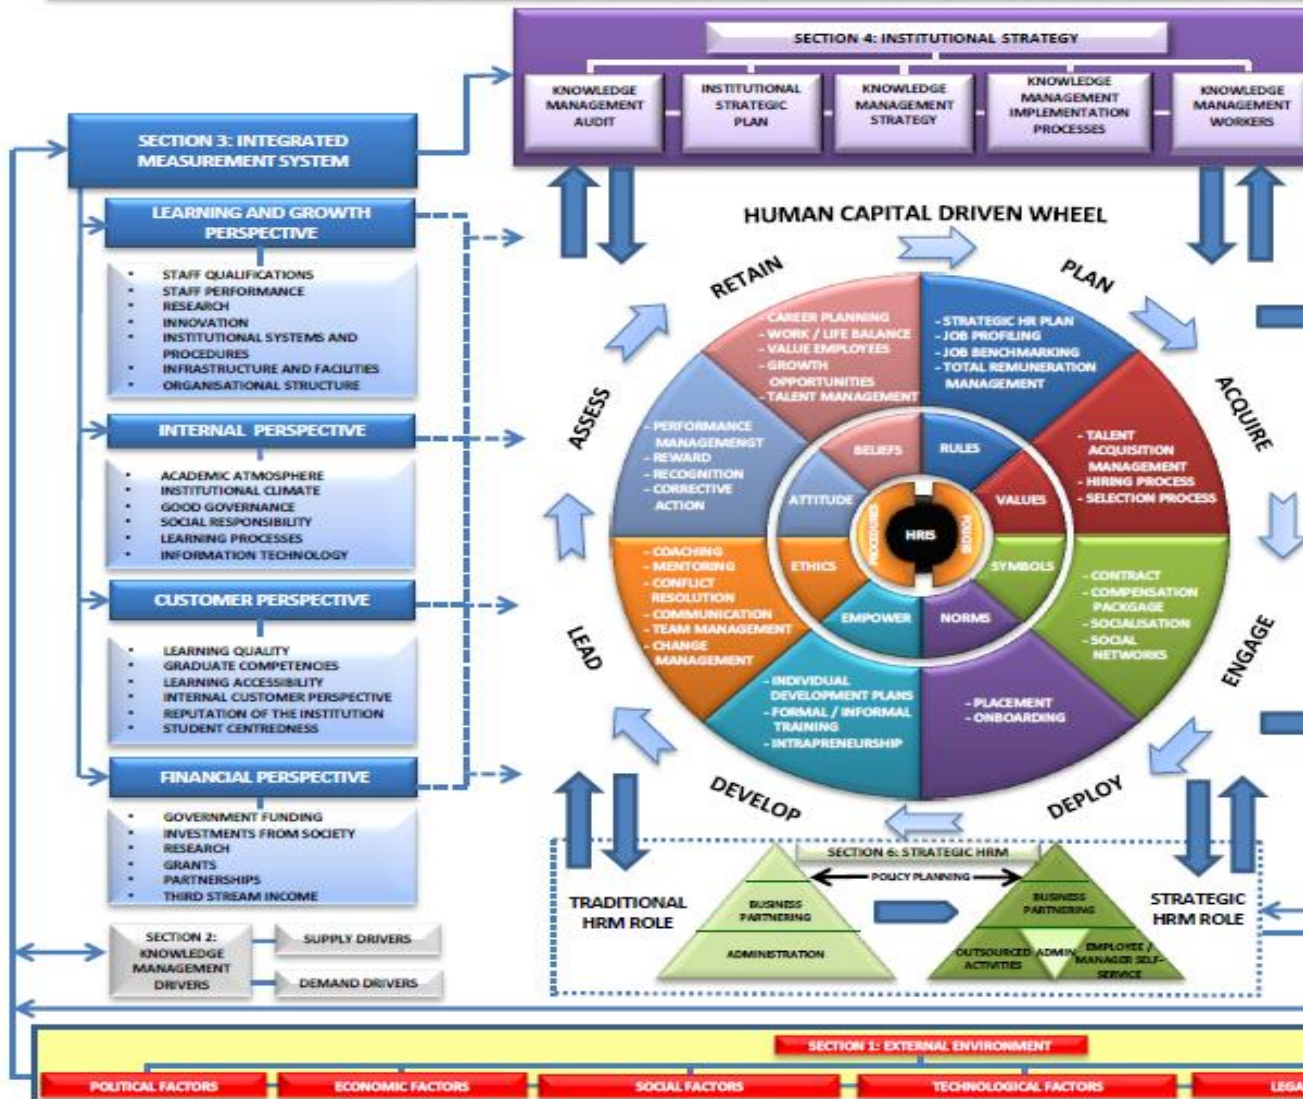 SECTION 4: INSTITUTIONAL STRATEGY
KNOWLEDGE
MANAGEMENT
AUDIT
INSTITUTIONAL
STRATEGIC
PLAN
KNOWLEDGE
MANAGEMENT
STRATEGY
KNOWLEDGE
MANAGEMENT
IMPLEMENTATION
PROCESSES
KNOWLEDGE
MANAGEMENT
WORKERS
SECTION 3: INTEGRATED
MEASUREMENT SYSTEM
LEARNING AND GROWTH
PERSPECTIVE
• STAFF QUALIFICATIONS
• STAFF PERFORMANCE
• RESEARCH
• INNOVATION
• INSTITUTIONAL SYSTEMS AND
PROCEDURES
• INFRASTRUCTURE AND FACILITIES
• ORGANISATIONAL STRUCTURE
INTERNAL PERSPECTIVE
• ACADEMIC ATMOSPHERE
• INSTITUTIONAL CLIMATE
• GOOD GOVERNANCE
• SOCIAL RESPONSIBILITY
• LEARNING PROCESSES
• INFORMATION TECHNOLOGY
CUSTOMER PERSPECTIVE
• LEARNING QUALITY
• GRADUATE COMPETENCIES
• LEARNING ACCESSIBILITY
• INTERNAL CUSTOMER PERSPECTIVE
• REPUTATION OF THE INSTITUTION
• STUDENT CENTREDNESS
FINANCIAL PERSPECTIVE
• GOVERNMENT FUNDING
• INVESTMENTS FROM SOCIETY
• RESEARCH
• GRANTS
• PARTNERSHIPS
• THIRD STREAM INCOME
SECTION 2:
KNOWLEDGE
MANAGEMENT
DRIVERS
SUPPLY DRIVERS
DEMAND DRIVERS
HUMAN CAPITAL DRIVEN WHEEL
RETAIN
PLAN
ACQUIRE
ENGAGE
DEPLOY
DEVELOP
LEAD
ASSESS
- CAREER PLANNING
- WORK / LIFE BALANCE
- VALUE EMPLOYEES
- GROWTH
OPPORTUNITIES
- TALENT MANAGEMENT
- STRATEGIC HR PLAN
- JOB PROFILING
- JOB BENCHMARKING
- TOTAL REMUNERATION
MANAGEMENT
- TALENT
ACQUISITION
MANAGEMENT
- HIRING PROCESS
- SELECTION PROCESS
- CONTRACT
- COMPENSATION
PACKGAGE
- SOCIALISATION
- SOCIAL
NETWORKS
- PLACEMENT
- ONBOARDING
- INDIVIDUAL
DEVELOPMENT PLANS
- FORMAL / INFORMAL
TRAINING
- INTRAPRENEURSHIP
- COACHING
- MENTORING
- CONFLICT
RESOLUTION
- COMMUNICATION
- TEAM MANAGEMENT
- CHANGE
MANAGEMENT
- PERFORMANCE
MANAGEMENGT
- REWARD
- RECOGNITION
- CORRECTIVE
ACTION
BELIEFS
RULES
VALUES
SYMBOLS
NORMS
EMPOWER
ETHICS
ATTITUDE
PROCEDURES
HRIS
SECTION 6: STRATEGIC HRM
POLICY PLANNING
TRADITIONAL
HRM ROLE
BUSINESS
PARTNERING
ADMINISTRATION
BUSINESS
PARTNERING
OUTSOURCED
ACTIVITIES
ADMIN
EMPLOYEE /
MANAGER SELF-
SERVICE
STRATEGIC
HRM ROLE
SECTION 1: EXTERNAL ENVIRONMENT
POLITICAL FACTORS
ECONOMIC FACTORS
SOCIAL FACTORS
TECHNOLOGICAL FACTORS
LEGA